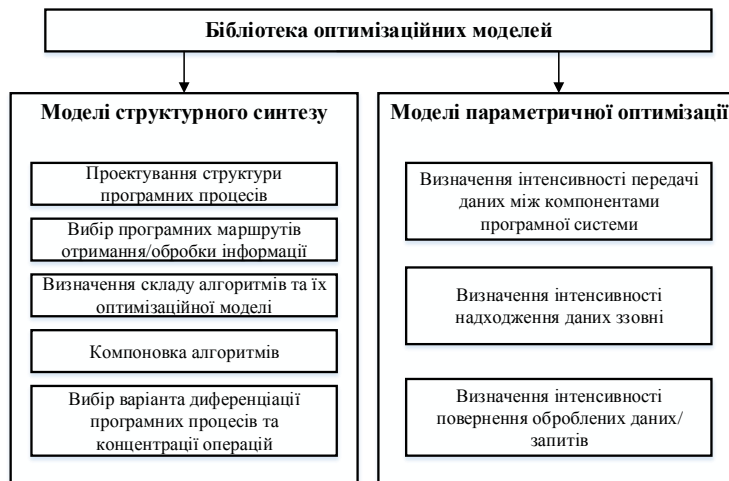 Бібліотека оптимізаційних моделей
Моделі структурного синтезу
Проектування структури
програмних процесів
Вибір програмних маршрутів
отримання/обробки інформації
Визначення складу алгоритмів та їх
оптимізаційної моделі
Компоновка алгоритмів
Вибір варіанта диференціації
програмних процесів та
концентрації операцій
Моделі параметричної оптимізації
Визначення інтенсивності передачі
даних між компонентами
програмної системи
Визначення інтенсивності
надходження даних ззовні
Визначення інтенсивності
повернення оброблених даних/
запитів